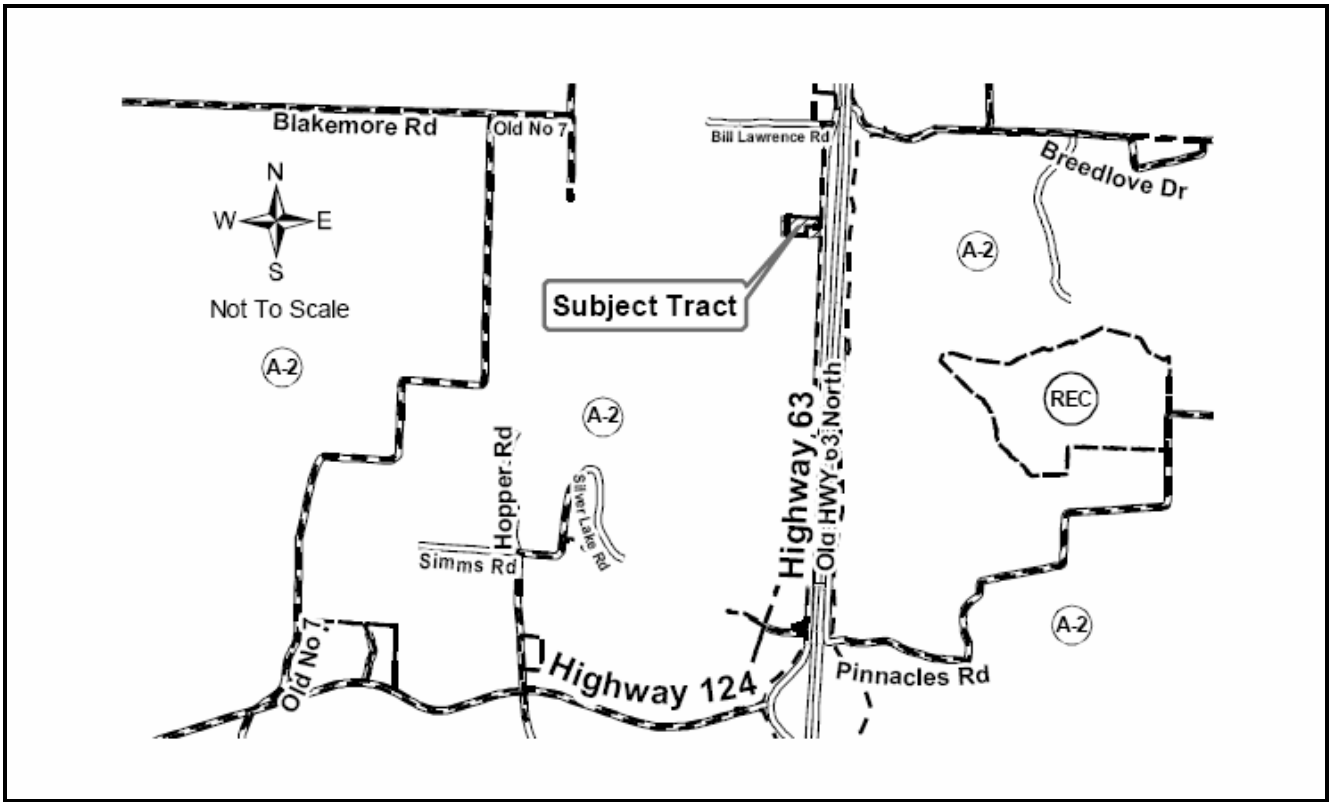 Blakemore Rd
Old No 7
Bill Lawrence Rd
Breedlove Dr
N
W E
S
Not To Scale
A-2
Subject Tract
A-2
REC
A-2
A-2
Highway 63
Old HWY 63 North
Hopper Rd
Silver Lake Rd
Simms Rd
Old No 7
Highway 124
Pinnacles Rd
A-2